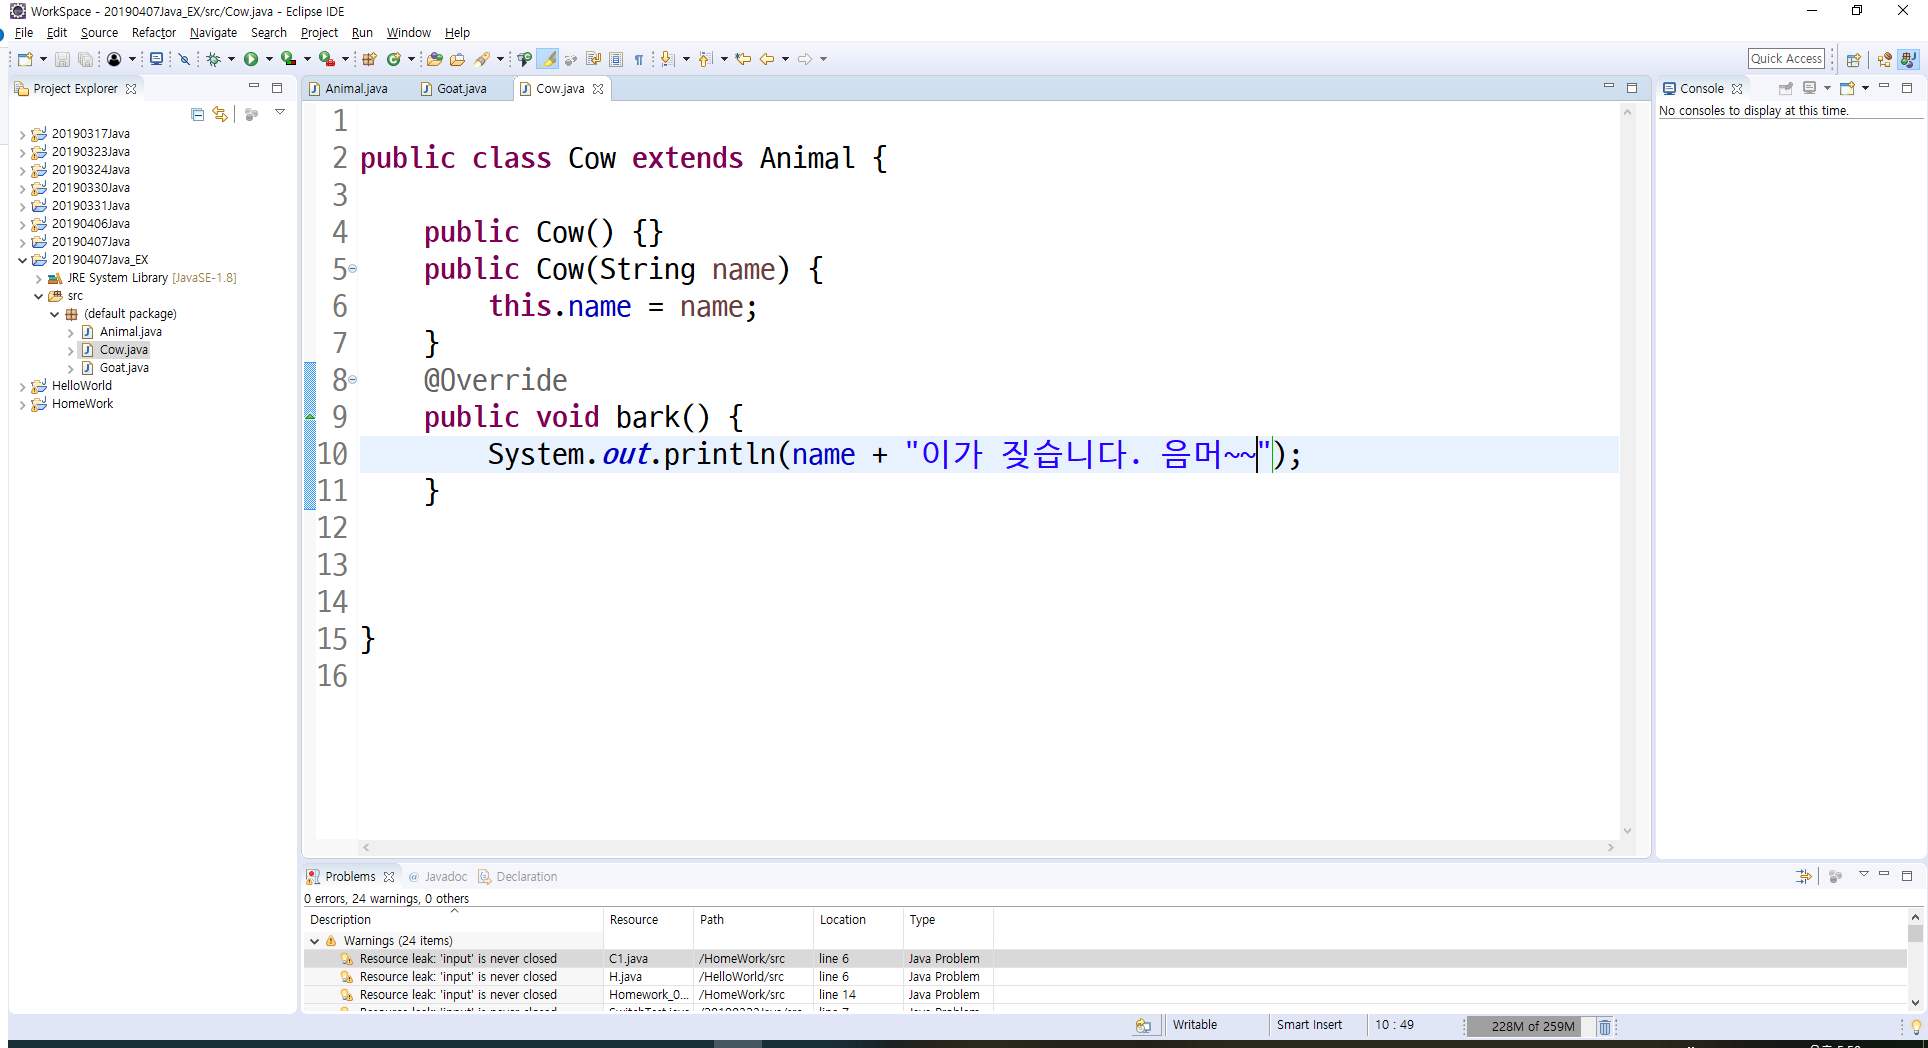 WorkSpace - 20190407Java_EX/src/Cow.java - Eclipse IDE
File Edit Source Refactor Navigate Search Project Run Window Help
Quick Access
Project Explorer
20190317Java
20190323Java
20190324Java
20190330Java
20190331Java
20190406Java
20190407Java
20190407Java_EX
JRE System Library [JavaSE-1.8]
src
(default package)
Animal.java
Cow.java
Goat.java
HelloWorld
HomeWork
Animal.java Goat.java Cow.java
1
2 public class Cow extends Animal {
3
4 public Cow() {}
5 public Cow(String name) {
6 this.name = name;
7 }
8 @Override
9 public void bark() {
10 System.out.println(name + "이가 짖습니다. 음머~~");
11 }
12
13
14
15 }
16
Console
No consoles to display at this time.
Problems @ Javadoc Declaration
0 errors, 24 warnings, 0 others
Description Resource Path Location Type
Warnings (24 items)
Resource leak: 'input' is never closed C1.java /HomeWork/src line 6 Java Problem
Resource leak: 'input' is never closed H.java /HelloWorld/src line 6 Java Problem
Resource leak: 'input' is never closed Homework_0... /HomeWork/src line 14 Java Problem
Writable Smart Insert 10 : 49 228M of 259M